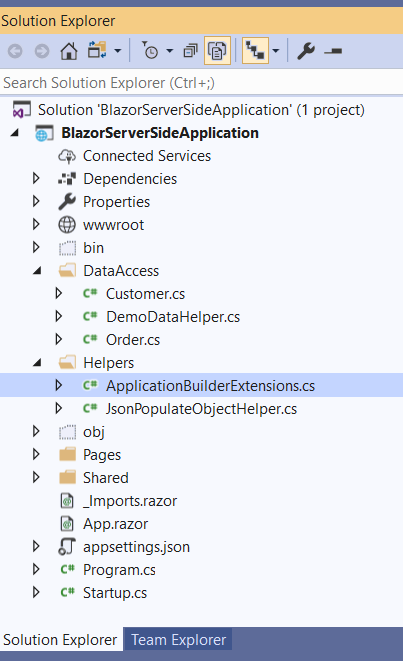 Solution Explorer
Search Solution Explorer (Ctrl+;)
Solution 'BlazorServerSideApplication' (1 project)
BlazorServerSideApplication
Connected Services
Dependencies
Properties
wwwroot
bin
DataAccess
C# Customer.cs
C# DemoDataHelper.cs
C# Order.cs
Helpers
C# ApplicationBuilderExtensions.cs
C# JsonPopulateObjectHelper.cs
obj
Pages
Shared
_Imports.razor
App.razor
appsettings.json
C# Program.cs
C# Startup.cs
Solution Explorer Team Explorer